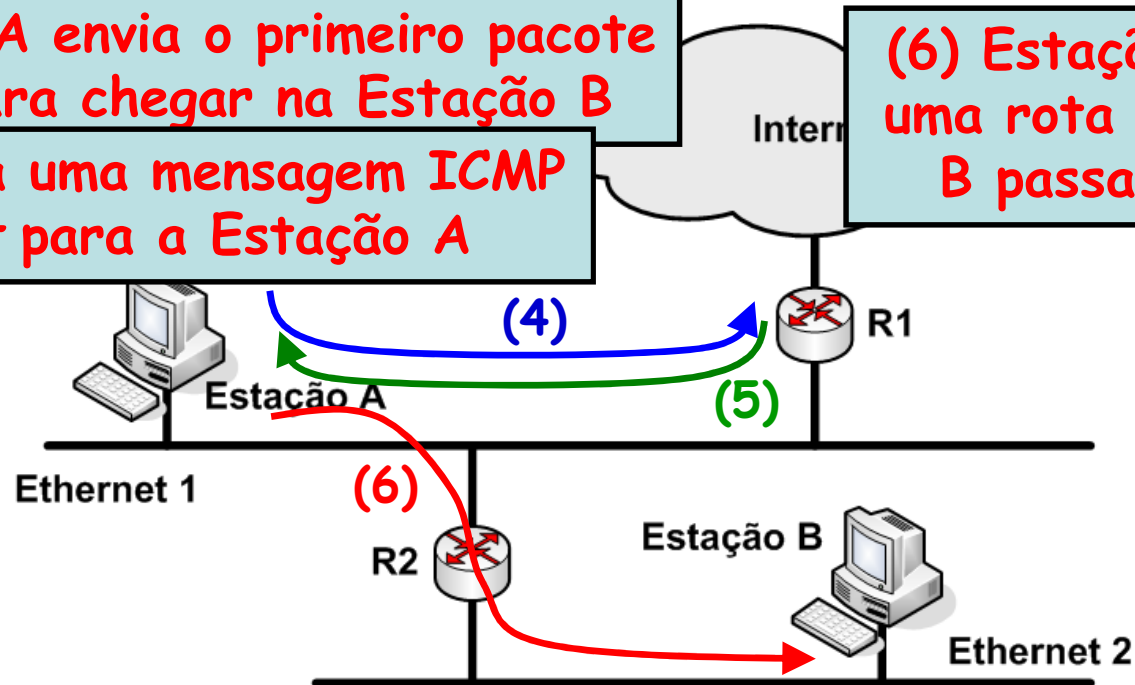 A envia o primeiro pacote
ra chegar na Estação B
uma mensagem ICMP
para a Estação A
(6) Estaç
uma rota
B passa
Inter
(4)
R1
Estação A
(5)
Ethernet 1
(6)
Estação B
R2
Ethernet 2